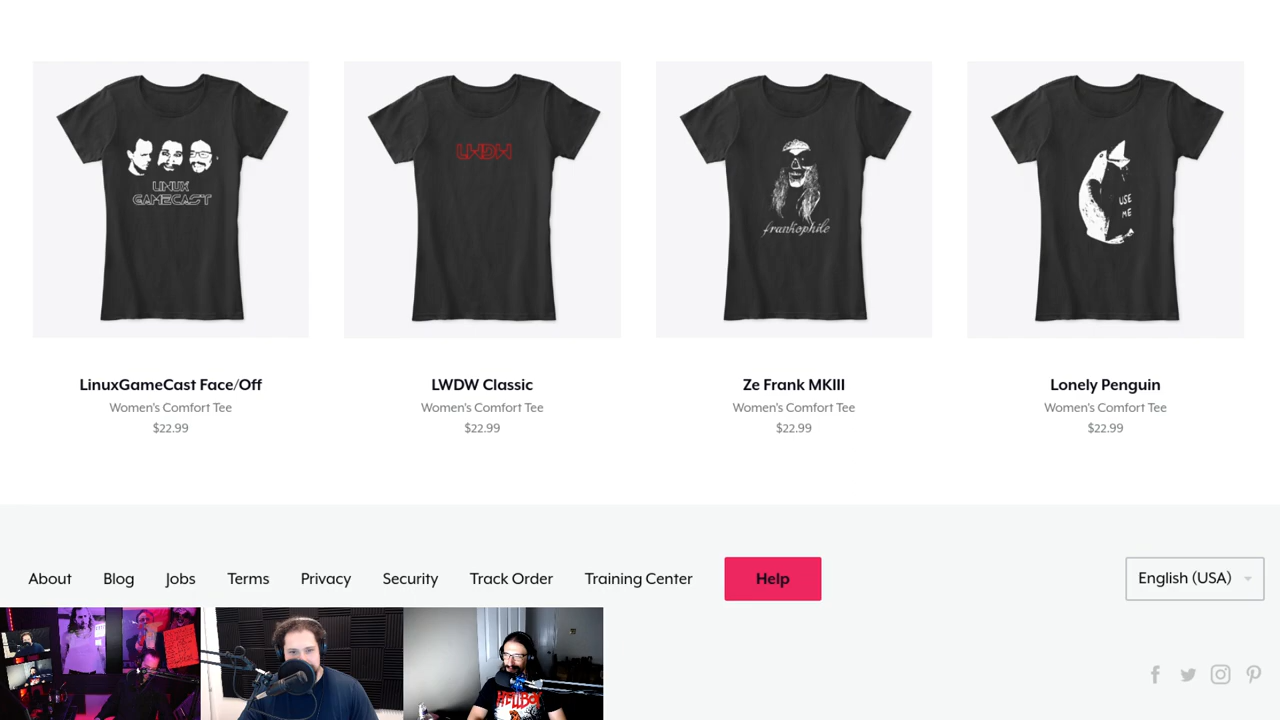 LINUX
GAMECAST
LWDW
frankophile
USE
ME
LinuxGameCast Face/Off
Women's Comfort Tee
$22.99
LWDW Classic
Women's Comfort Tee
$22.99
Ze Frank MKIII
Women's Comfort Tee
$22.99
Lonely Penguin
Women's Comfort Tee
$22.99
About Blog Jobs Terms Privacy Security Track Order Training Center Help English (USA)
HELLBOY